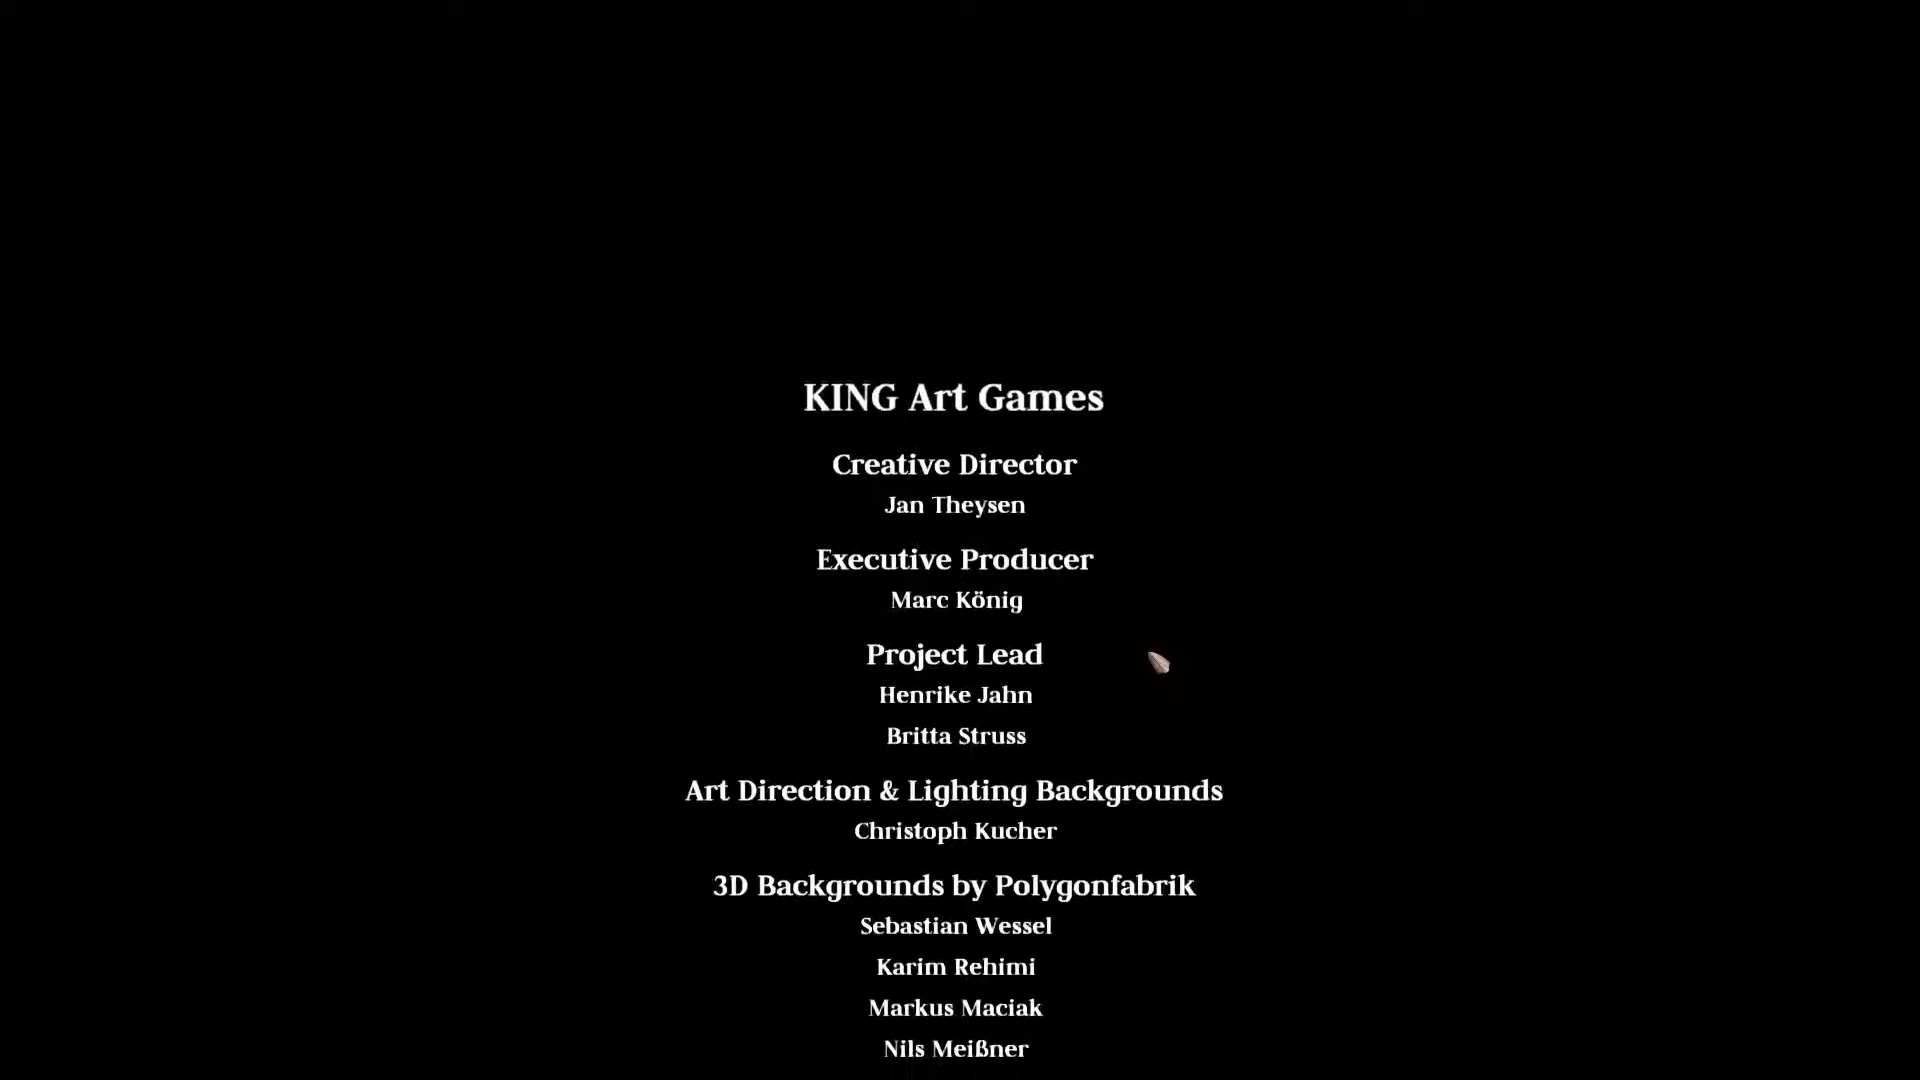 KING Art Games
Creative Director
Jan Theysen
Executive Producer
Marc König
Project Lead
Henrike Jahn
Britta Struss
Art Direction & Lighting Backgrounds
Christoph Kucher
3D Backgrounds by Polygonfabrik
Sebastian Wessel
Karim Rehimi
Markus Maciak
Nils Meißner